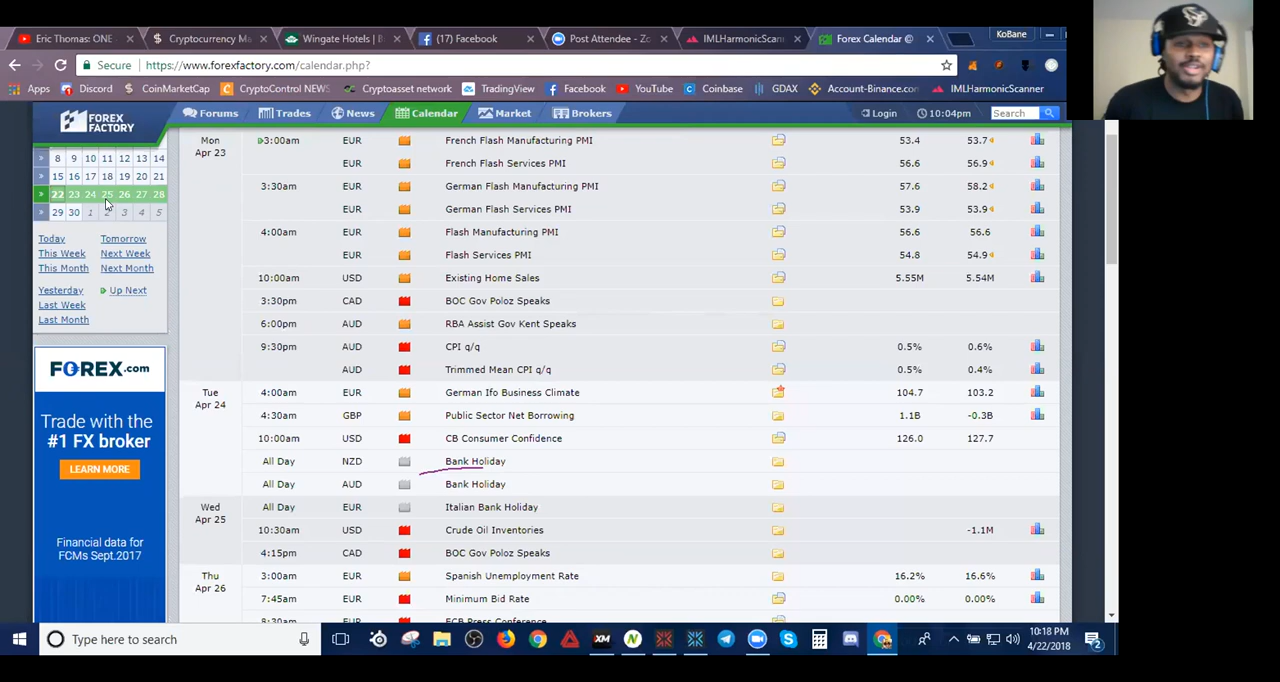 Eric Thomas: ONE
Cryptocurrency M
Wingate Hotels | B
(17) Facebook
Post Attendee - Zo
IMLHarmonicScan
Forex Calendar @
KoBane
Secure https://www.forexfactory.com/calendar.php?
Apps Discord CoinMarketCap CryptoControl NEWS Cryptoasset network TradingView Facebook YouTube Coinbase GDAX Account-Binance.co IMLHarmonicScanner
FOREX FACTORY
Forums Trades News Calendar Market Brokers Login 10:04pm Search
8 9 10 11 12 13 14
15 16 17 18 19 20 21
22 23 24 25 26 27 28
29 30 1 2 3 4 5
Today Tomorrow
This Week Next Week
This Month Next Month
Yesterday Up Next
Last Week
Last Month
FOREX.com
Trade with the
#1 FX broker
LEARN MORE
Financial data for
FCMs Sept.2017
Mon Apr 23 3:00am EUR French Flash Manufacturing PMI 53.4 53.7
EUR French Flash Services PMI 56.6 56.9
3:30am EUR German Flash Manufacturing PMI 57.6 58.2
EUR German Flash Services PMI 53.9 53.9
4:00am EUR Flash Manufacturing PMI 56.6 56.6
EUR Flash Services PMI 54.8 54.9
10:00am USD Existing Home Sales 5.55M 5.54M
3:30pm CAD BOC Gov Poloz Speaks
6:00pm AUD RBA Assist Gov Kent Speaks
9:30pm AUD CPI q/q 0.5% 0.6%
AUD Trimmed Mean CPI q/q 0.5% 0.4%
Tue Apr 24 4:00am EUR German Ifo Business Climate 104.7 103.2
4:30am GBP Public Sector Net Borrowing 1.1B -0.3B
10:00am USD CB Consumer Confidence 126.0 127.7
All Day NZD Bank Holiday
All Day AUD Bank Holiday
Wed Apr 25 All Day EUR Italian Bank Holiday
10:30am USD Crude Oil Inventories -1.1M
4:15pm CAD BOC Gov Poloz Speaks
Thu Apr 26 3:00am EUR Spanish Unemployment Rate 16.2% 16.6%
7:45am EUR Minimum Bid Rate 0.00% 0.00%
8:30am EUR ECB Press Conference
Type here to search
XM
10:18 PM
4/22/2018
2